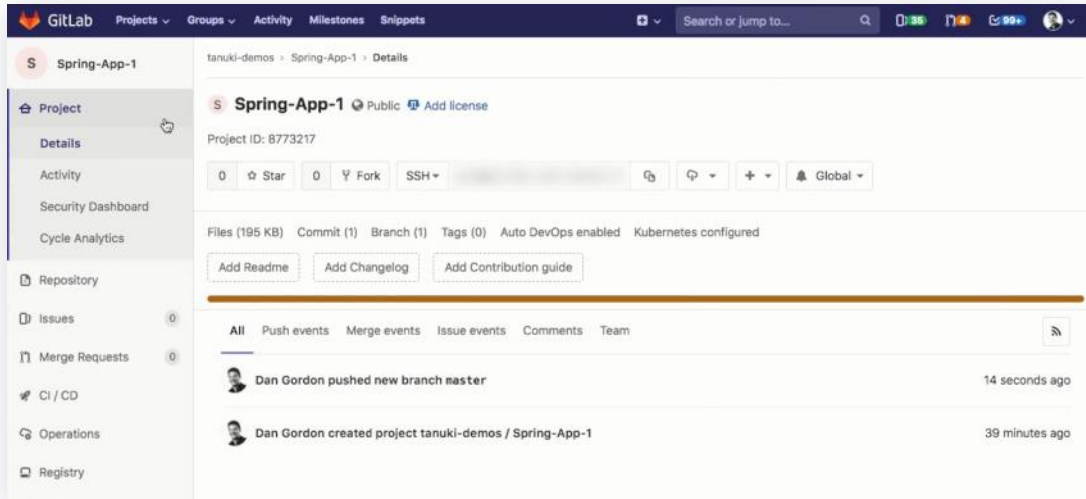 GitLab Projects Groups Activity Milestones Snippets Search or jump to... 35 4 99+
S Spring-App-1
tanuki-demos > Spring-App-1 > Details
Project
Details
Activity
Security Dashboard
Cycle Analytics
Repository
Issues 0
Merge Requests 0
CI / CD
Operations
Registry
S Spring-App-1 Public Add license
Project ID: 8773217
0 Star 0 Fork SSH Global
Files (195 KB) Commit (1) Branch (1) Tags (0) Auto DevOps enabled Kubernetes configured
Add Readme Add Changelog Add Contribution guide
All Push events Merge events Issue events Comments Team
Dan Gordon pushed new branch master 14 seconds ago
Dan Gordon created project tanuki-demos / Spring-App-1 39 minutes ago